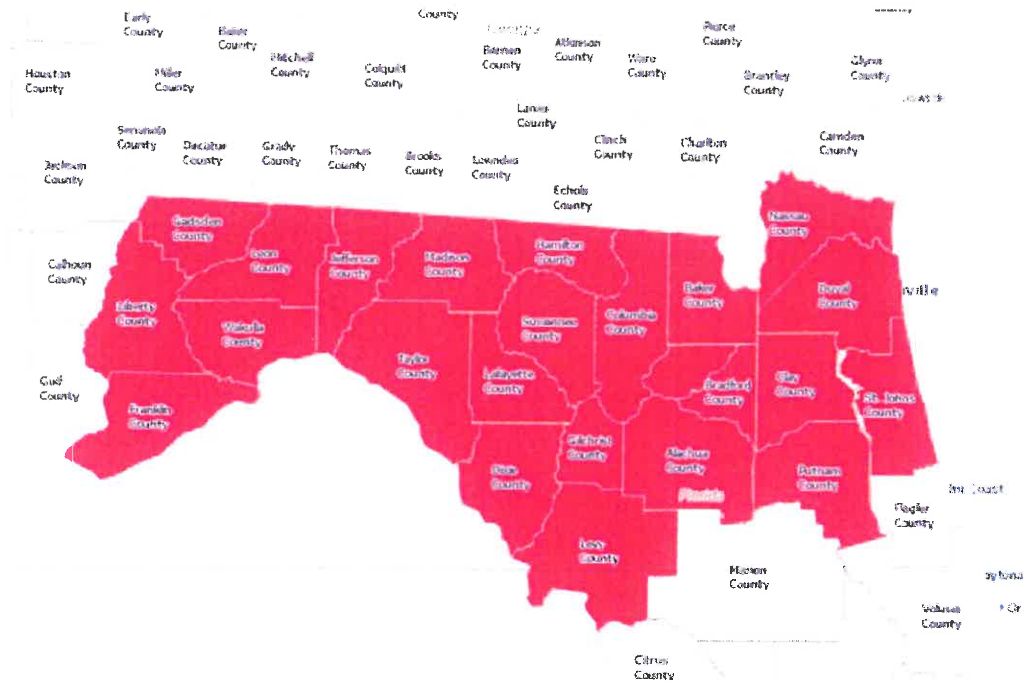 County
Early
County
Baker
County
Mitchell
County
Colquitt
County
Berrien
County
Atkinson
County
Ware
County
Pierce
County
Brantley
County
Glynn
County
Houston
County
Miller
County
Lanier
County
Seminole
County
Decatur
County
Grady
County
Thomas
County
Brooks
County
Lowndes
County
Clinch
County
Charlton
County
Camden
County
Jackson
County
Echols
County
Gadsden
County
Leon
County
Jefferson
County
Madison
County
Hamilton
County
Nassau
County
Calhoun
County
Liberty
County
Wakulla
County
Suwannee
County
Columbia
County
Baker
County
Duval
County
ville
Gulf
County
Franklin
County
Taylor
County
Lafayette
County
Bradford
County
Clay
County
St. Johns
County
Dixie
County
Gilchrist
County
Alachua
County
Florida
Putnam
County
Flagler
County
Levy
County
Marion
County
Volusia
County
Citrus
County